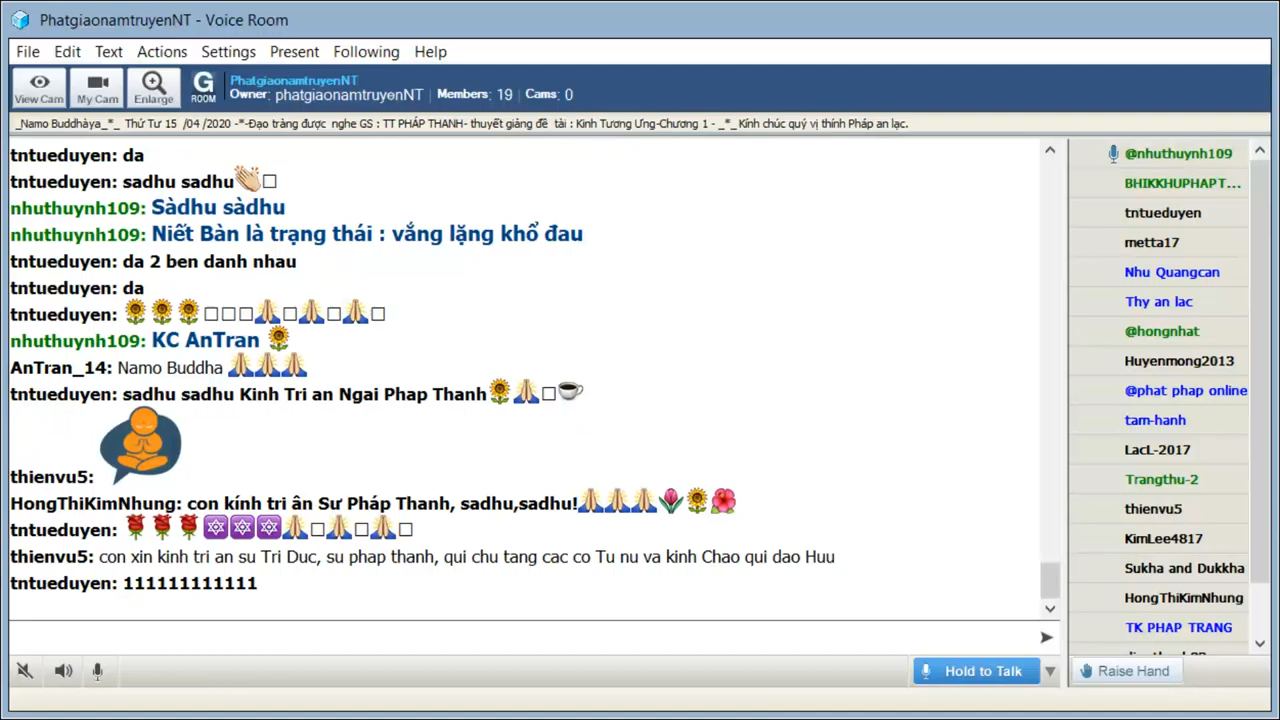 PhatgiaonamtruyenNT - Voice Room
File Edit Text Actions Settings Present Following Help
View Cam My Cam Enlarge G ROOM
PhatgiaonamtruyenNT
Owner: phatgiaonamtruyenNT | Members: 19 | Cams: 0
_Namo Buddhàya_*_ Thứ Tư 15 /04 /2020 -*-Đạo tràng được nghe GS : TT PHÁP THANH- thuyết giảng đề tài : Kinh Tương Ưng-Chương 1 - _*_ Kính chúc quý vị thính Pháp an lạc.
tntueduyen: da
tntueduyen: sadhu sadhu👏🏻□
nhuthuynh109: Sàdhu sàdhu
nhuthuynh109: Niết Bàn là trạng thái : vắng lặng khổ đau
tntueduyen: da 2 ben danh nhau
tntueduyen: da
tntueduyen: 🌻🌻🌻□□□🙏□🙏□🙏□
nhuthuynh109: KC AnTran 🌻
AnTran_14: Namo Buddha 🙏🙏🙏
tntueduyen: sadhu sadhu Kinh Tri an Ngai Phap Thanh🌻🙏□☕
thienvu5:
HongThiKimNhung: con kính tri ân Sư Pháp Thanh, sadhu,sadhu!🙏🙏🙏🌷🌻🌺
tntueduyen: 🌹🌹🌹🔯🔯🔯🙏□🙏□🙏□
thienvu5: con xin kinh tri an su Tri Duc, su phap thanh, qui chu tang cac co Tu nu va kinh Chao qui dao Huu
tntueduyen: 111111111111
@nhuthuynh109
BHIKKHUPHAPT...
tntueduyen
metta17
Nhu Quangcan
Thy an lac
@hongnhat
Huyenmong2013
@phat phap online
tam-hanh
LacL-2017
Trangthu-2
thienvu5
KimLee4817
Sukha and Dukkha
HongThiKimNhung
TK PHAP TRANG
Hold to Talk
Raise Hand